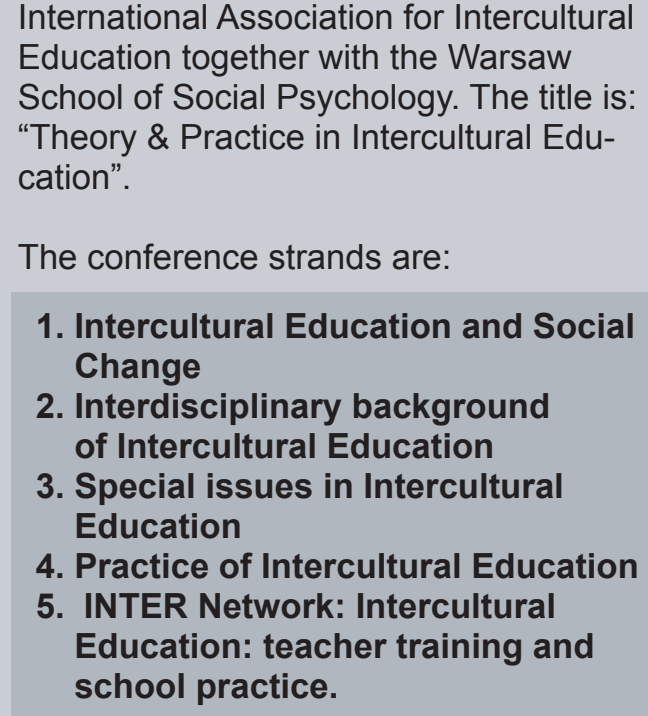 International Association for Intercultural
Education together with the Warsaw
School of Social Psychology. The title is:
“Theory & Practice in Intercultural Edu-
cation”.
The conference strands are:
1. Intercultural Education and Social
Change
2. Interdisciplinary background
of Intercultural Education
3. Special issues in Intercultural
Education
4. Practice of Intercultural Education
5. INTER Network: Intercultural
Education: teacher training and
school practice.